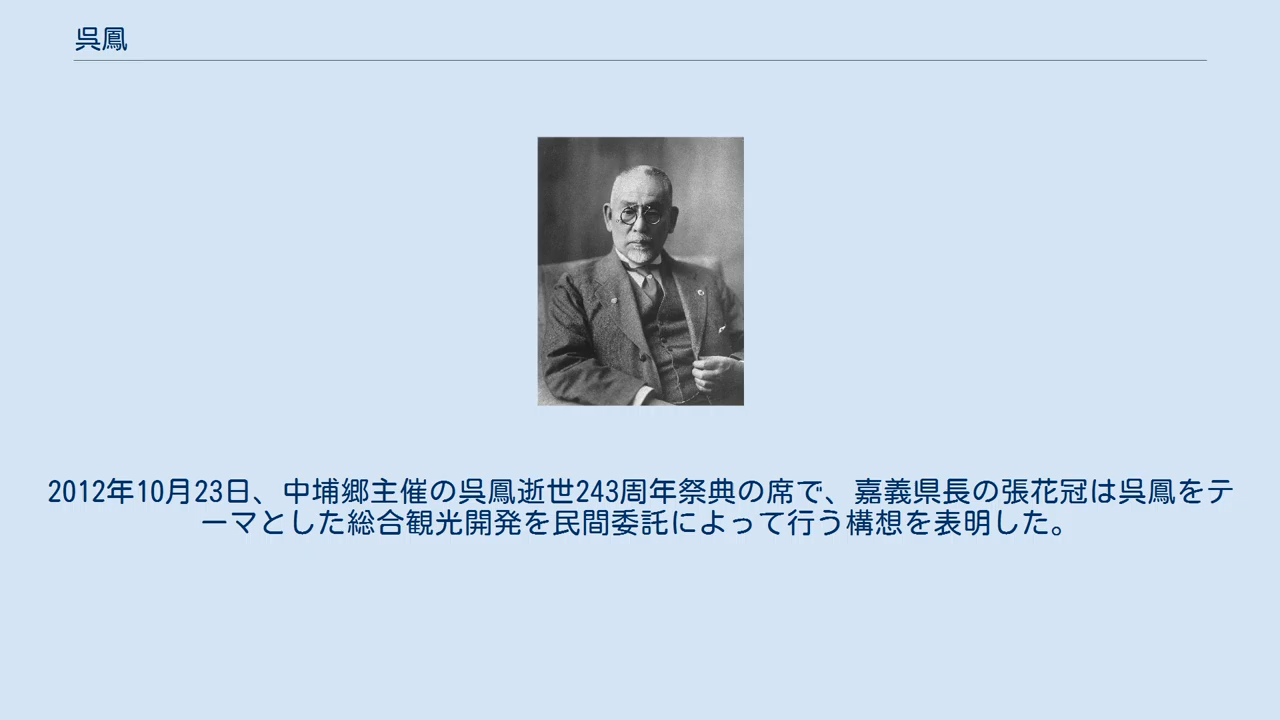 呉鳳
2012年10月23日、中埔郷主催の呉鳳逝世243周年祭典の席で、嘉義県長の張花冠は呉鳳をテ
ーマとした総合観光開発を民間委託によって行う構想を表明した。